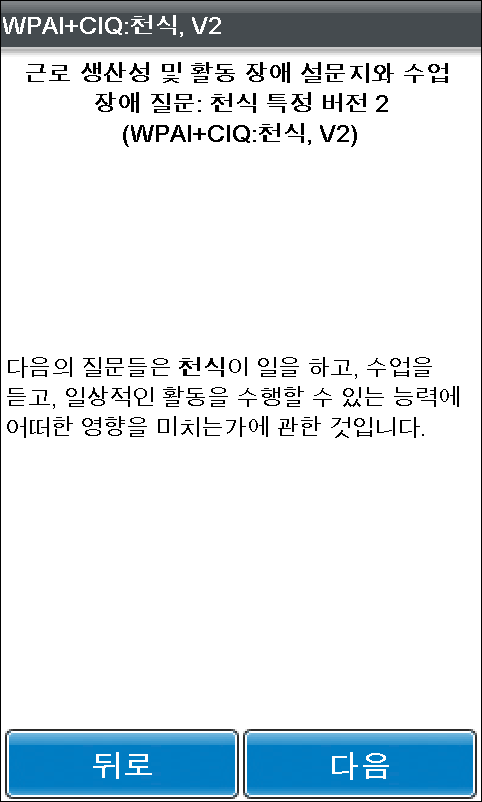 WPAI+CIQ:천식, V2
근로 생산성 및 활동 장애 설문지와 수업
장애 질문: 천식 특정 버전 2
(WPAI+CIQ:천식, V2)
다음의 질문들은 천식이 일을 하고, 수업을
듣고, 일상적인 활동을 수행할 수 있는 능력에
어떠한 영향을 미치는가에 관한 것입니다.
뒤로
다음